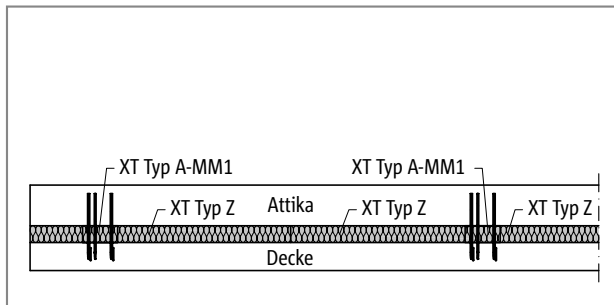 XT Typ A-MM1 XT Typ A-MM1
XT Typ Z Attika XT Typ Z XT Typ Z
Decke